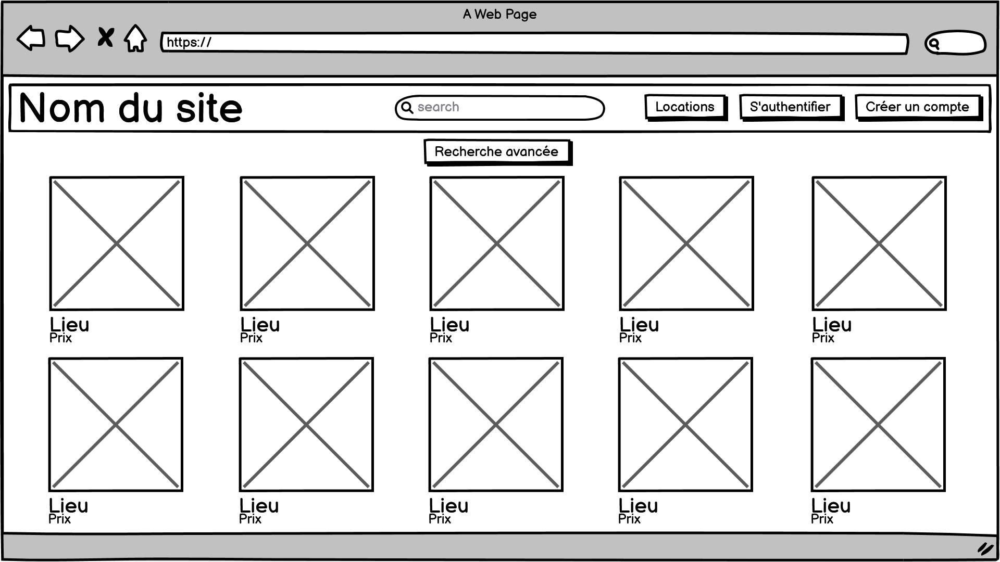 A Web Page
https://
Nom du site
search
Locations
S'authentifier
Créer un compte
Recherche avancée
Lieu Lieu Lieu Lieu Lieu
Prix Prix Prix Prix Prix
Lieu Lieu Lieu Lieu Lieu
Prix Prix Prix Prix Prix